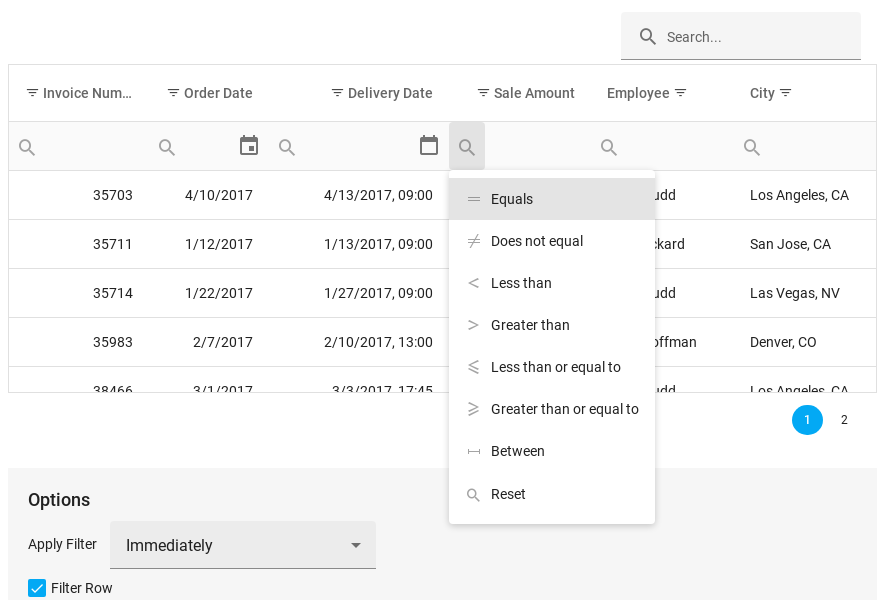 Search...
Invoice Num... Order Date Delivery Date Sale Amount Employee City
35703 4/10/2017 4/13/2017, 09:00 udd Los Angeles, CA
Equals
Does not equal
35711 1/12/2017 1/13/2017, 09:00 ckard San Jose, CA
Less than
35714 1/22/2017 1/27/2017, 09:00 udd Las Vegas, NV
Greater than
35983 2/7/2017 2/10/2017, 13:00 offman Denver, CO
Less than or equal to
38466 3/1/2017 3/3/2017, 17:45 udd Los Angeles, CA
Greater than or equal to
1 2
Between
Reset
Options
Apply Filter Immediately
Filter Row